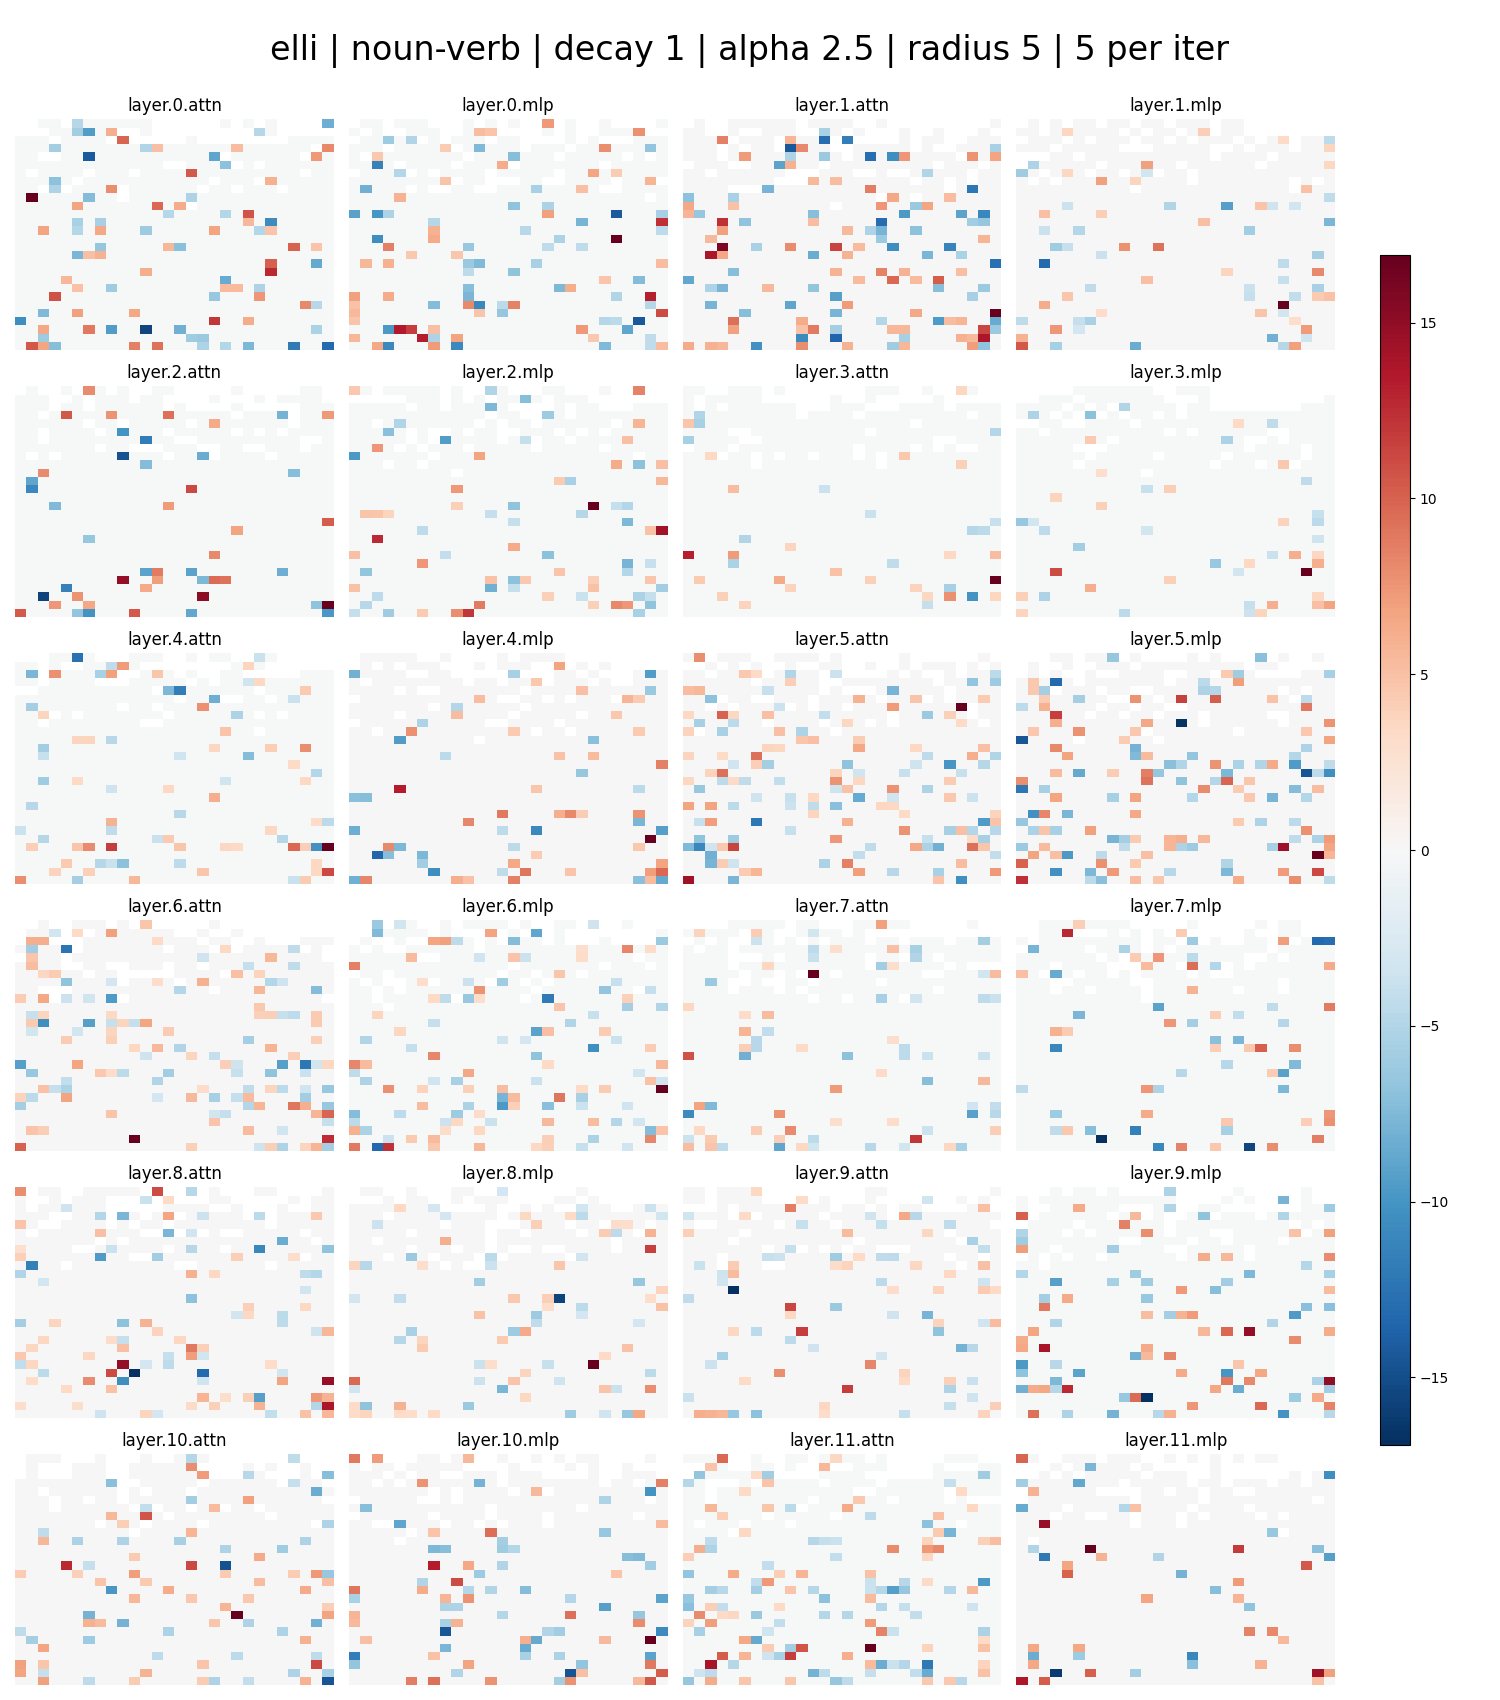 elli | noun-verb | decay 1 | alpha 2.5 | radius 5 | 5 per iter
layer.0.attn
layer.0.mlp
layer.1.attn
layer.1.mlp
layer.2.attn
layer.2.mlp
layer.3.attn
layer.3.mlp
layer.4.attn
layer.4.mlp
layer.5.attn
layer.5.mlp
layer.6.attn
layer.6.mlp
layer.7.attn
layer.7.mlp
layer.8.attn
layer.8.mlp
layer.9.attn
layer.9.mlp
layer.10.attn
layer.10.mlp
layer.11.attn
layer.11.mlp
15
10
5
0
−5
−10
−15